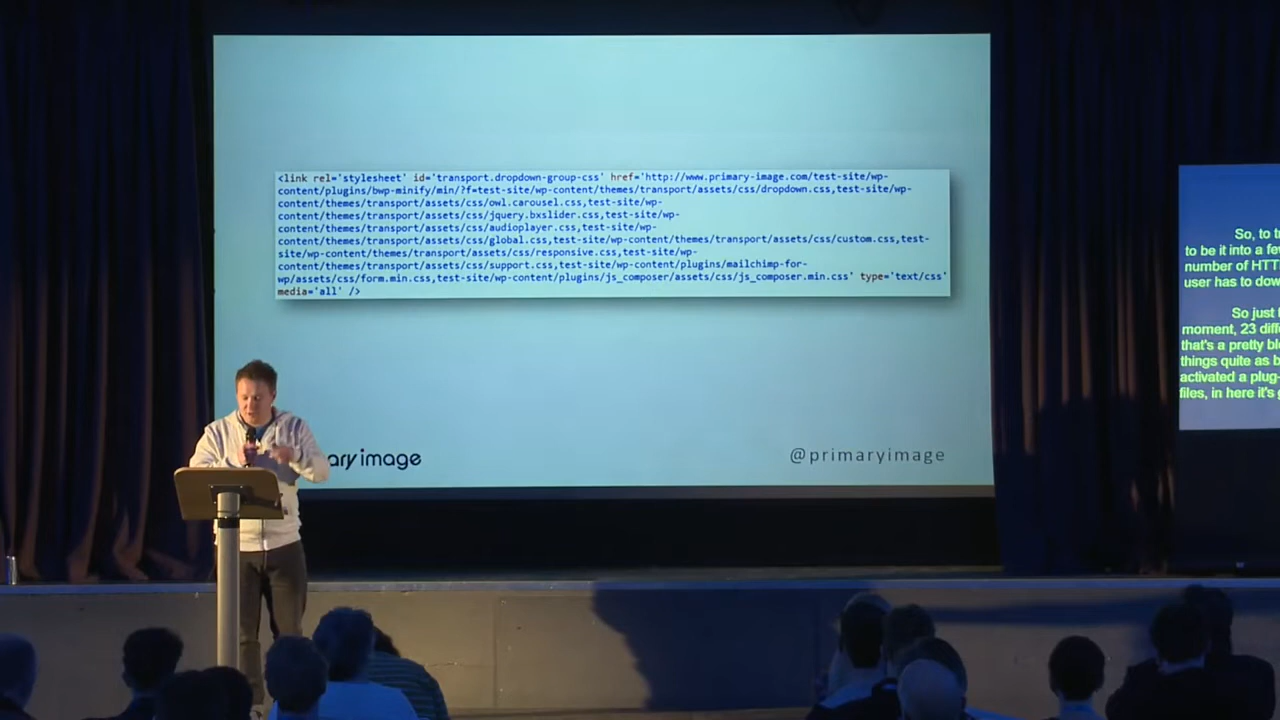 <link rel='stylesheet' id='transport.dropdown-group-css' href='http://www.primary-image.com/test-site/wp-
content/plugins/bwp-minify/min/?f=test-site/wp-content/themes/transport/assets/css/dropdown.css,test-site/wp-
content/themes/transport/assets/css/owl.carousel.css,test-site/wp-
content/themes/transport/assets/css/jquery.bxslider.css,test-site/wp-
content/themes/transport/assets/css/audioplayer.css,test-site/wp-
content/themes/transport/assets/css/global.css,test-site/wp-content/themes/transport/assets/css/custom.css,test-
site/wp-content/themes/transport/assets/css/responsive.css,test-site/wp-
content/themes/transport/assets/css/support.css,test-site/wp-content/plugins/mailchimp-for-
wp/assets/css/form.min.css,test-site/wp-content/plugins/js_composer/assets/css/js_composer.min.css' type='text/css'
media='all' />
ary image
@primaryimage
So, to t
to be it into a fe
number of HTT
user has to dow
So just
moment, 23 diff
that's a pretty bl
things quite as b
activated a plug-
files, in here it's